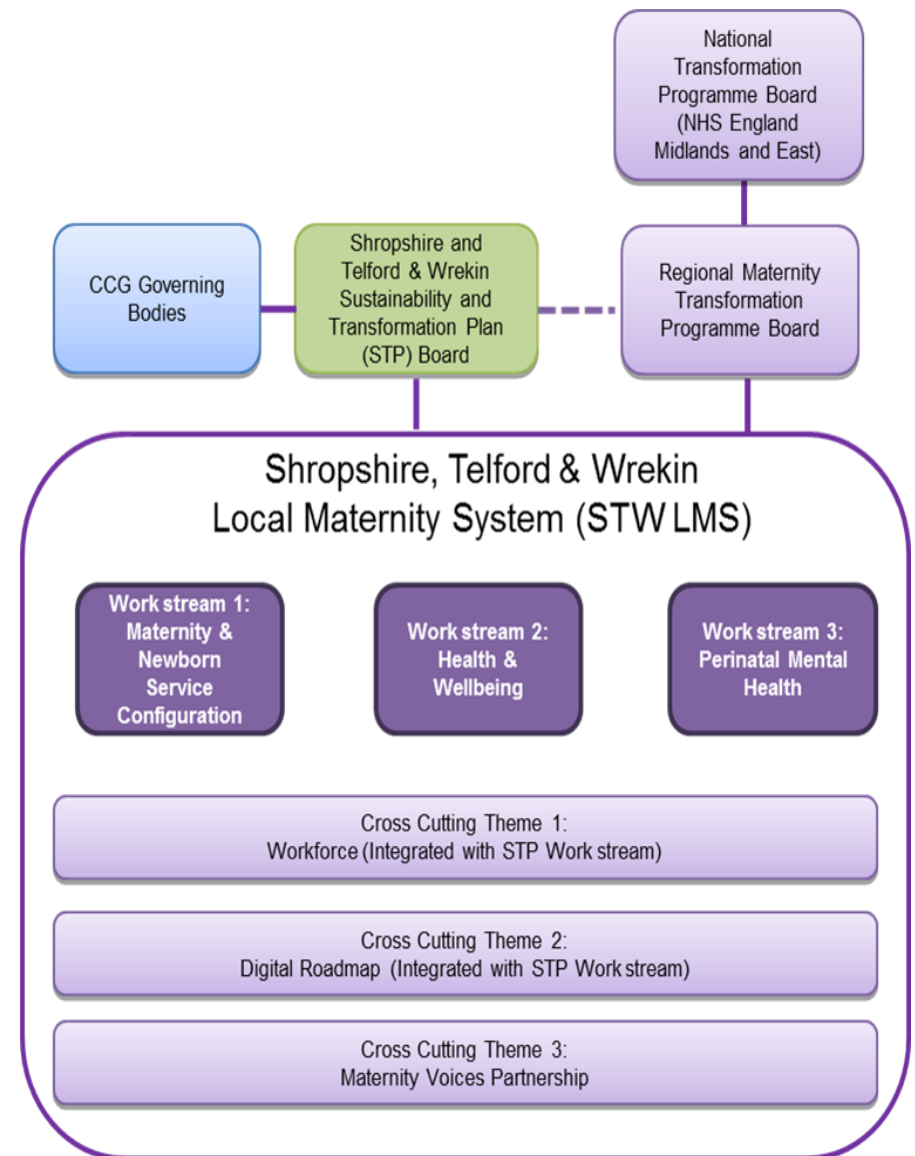 National
Transformation
Programme Board
(NHS England
Midlands and East)
CCG Governing
Bodies
Shropshire and
Telford & Wrekin
Sustainability and
Transformation Plan
(STP) Board
Regional Maternity
Transformation
Programme Board
Shropshire, Telford & Wrekin
Local Maternity System (STW LMS)
Work stream 1:
Maternity &
Newborn
Service
Configuration
Work stream 2:
Health &
Wellbeing
Work stream 3:
Perinatal Mental
Health
Cross Cutting Theme 1:
Workforce (Integrated with STP Work stream)
Cross Cutting Theme 2:
Digital Roadmap (Integrated with STP Work stream)
Cross Cutting Theme 3:
Maternity Voices Partnership